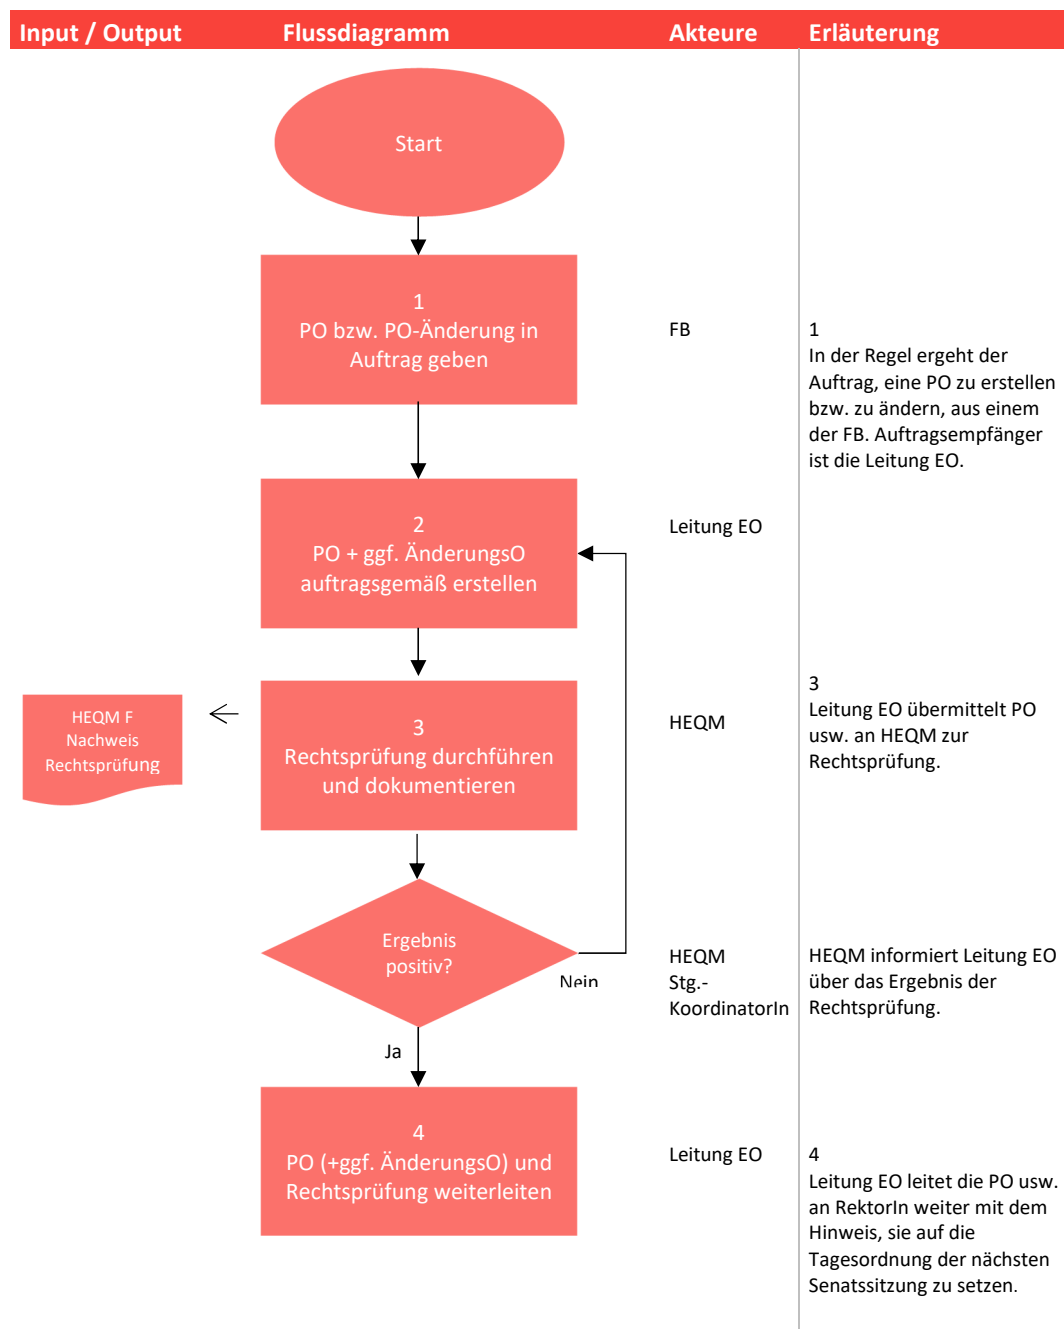 Input / Output Flussdiagramm Akteure Erläuterung
Start
1
PO bzw. PO-Änderung in
Auftrag geben
FB
1
In der Regel ergeht der
Auftrag, eine PO zu erstellen
bzw. zu ändern, aus einem
der FB. Auftragsempfänger
ist die Leitung EO.
2
PO + ggf. ÄnderungsO
auftragsgemäß erstellen
Leitung EO
HEQM F
Nachweis
Rechtsprüfung
3
Rechtsprüfung durchführen
und dokumentieren
HEQM
3
Leitung EO übermittelt PO
usw. an HEQM zur
Rechtsprüfung.
Ergebnis
positiv?
Nein
HEQM
Stg.-
KoordinatorIn
HEQM informiert Leitung EO
über das Ergebnis der
Rechtsprüfung.
Ja
4
PO (+ggf. ÄnderungsO) und
Rechtsprüfung weiterleiten
Leitung EO
4
Leitung EO leitet die PO usw.
an RektorIn weiter mit dem
Hinweis, sie auf die
Tagesordnung der nächsten
Senatssitzung zu setzen.